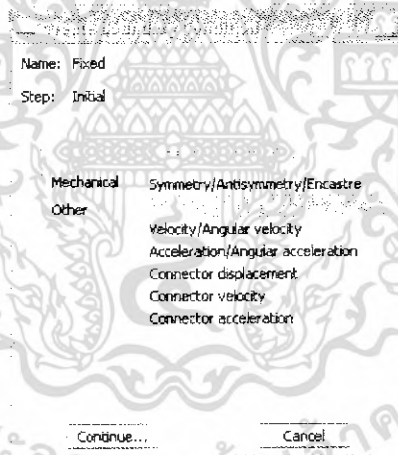 Name: Fixed
Step: Initial
Mechanical
Other
Symmetry/Antisymmetry/Encastre
Velocity/Angular velocity
Acceleration/Angular acceleration
Connector displacement
Connector velocity
Connector acceleration
Continue...
Cancel